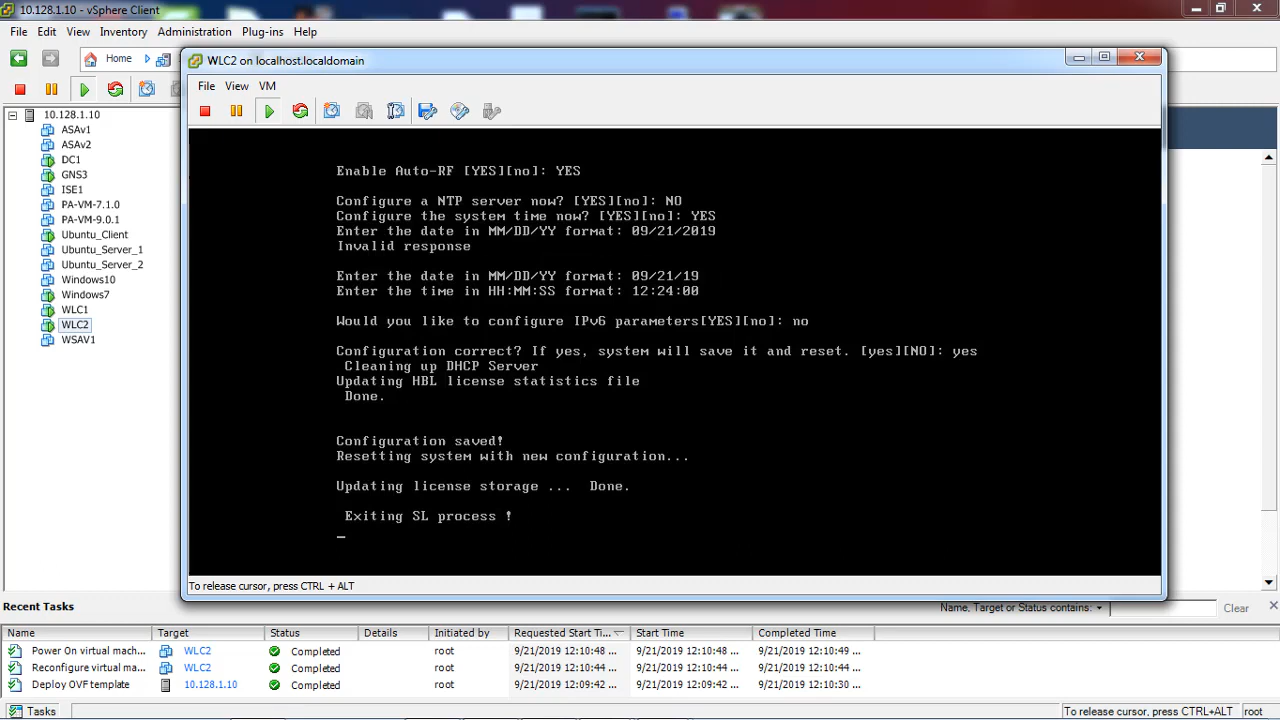 10.128.1.10 - vSphere Client
File Edit View Inventory Administration Plug-ins Help
Home
10.128.1.10
ASAv1
ASAv2
DC1
GNS3
ISE1
PA-VM-7.1.0
PA-VM-9.0.1
Ubuntu_Client
Ubuntu_Server_1
Ubuntu_Server_2
Windows10
Windows7
WLC1
WLC2
WSAV1
WLC2 on localhost.localdomain
File View VM
Enable Auto-RF [YES][no]: YES
Configure a NTP server now? [YES][no]: NO
Configure the system time now? [YES][no]: YES
Enter the date in MM/DD/YY format: 09/21/2019
Invalid response
Enter the date in MM/DD/YY format: 09/21/19
Enter the time in HH:MM:SS format: 12:24:00
Would you like to configure IPv6 parameters[YES][no]: no
Configuration correct? If yes, system will save it and reset. [yes][NO]: yes
Cleaning up DHCP Server
Updating HBL license statistics file
Done.
Configuration saved!
Resetting system with new configuration...
Updating license storage ... Done.
Exiting SL process !
_
To release cursor, press CTRL + ALT
Recent Tasks
Name, Target or Status contains: Clear
Name Target Status Details Initiated by Requested Start Ti... Start Time Completed Time
Power On virtual mach... WLC2 Completed root 9/21/2019 12:10:48 ... 9/21/2019 12:10:48 ... 9/21/2019 12:10:49 ...
Reconfigure virtual ma... WLC2 Completed root 9/21/2019 12:10:44 ... 9/21/2019 12:10:44 ... 9/21/2019 12:10:44 ...
Deploy OVF template 10.128.1.10 Completed root 9/21/2019 12:09:42 ... 9/21/2019 12:09:42 ... 9/21/2019 12:10:30 ...
Tasks
To release cursor, press CTRL+ALT root